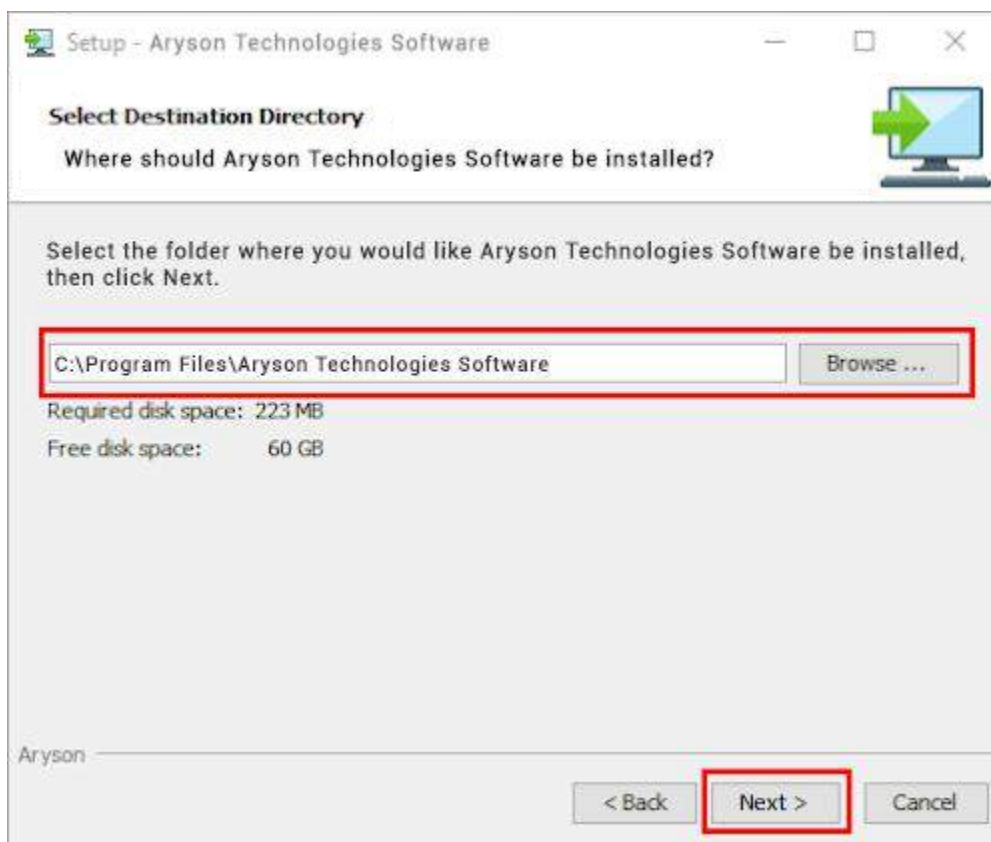 Setup - Aryson Technologies Software
Select Destination Directory
Where should Aryson Technologies Software be installed?
Select the folder where you would like Aryson Technologies Software be installed,
then click Next.
C:\Program Files\Aryson Technologies Software
Browse ...
Required disk space: 223 MB
Free disk space: 60 GB
Aryson
< Back Next > Cancel